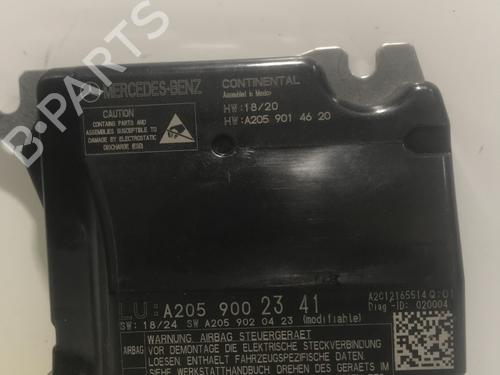 B-PARTS
MERCEDES-BENZ
CONTINENTAL
Assembled in Mexico
HW:18/20
HW:A205 901 46 20
CAUTION
CONTAINS PARTS AND
ASSEMBLIES SUSCEPTIBLE TO
DAMAGE BY ELECTROSTATIC
DISCHARGE (ESD)
LU:A205 900 23 41
A2C12165514 Q:01
Diag.-ID: 020004
SW: 18/24 SW A205 902 04 23 (modifiable)
WARNUNG AIRBAG STEUERGERAET
AIRBAG
VOR DEMONTAGE DIE ELEKTRISCHE STECKVERBINDUNG
LOESEN ENTHAELT FAHRZEUGSPEZIFISCHE DATEN
SIEHE WERKSTATTHANDBUCH DREHEN DES GERAETS IM